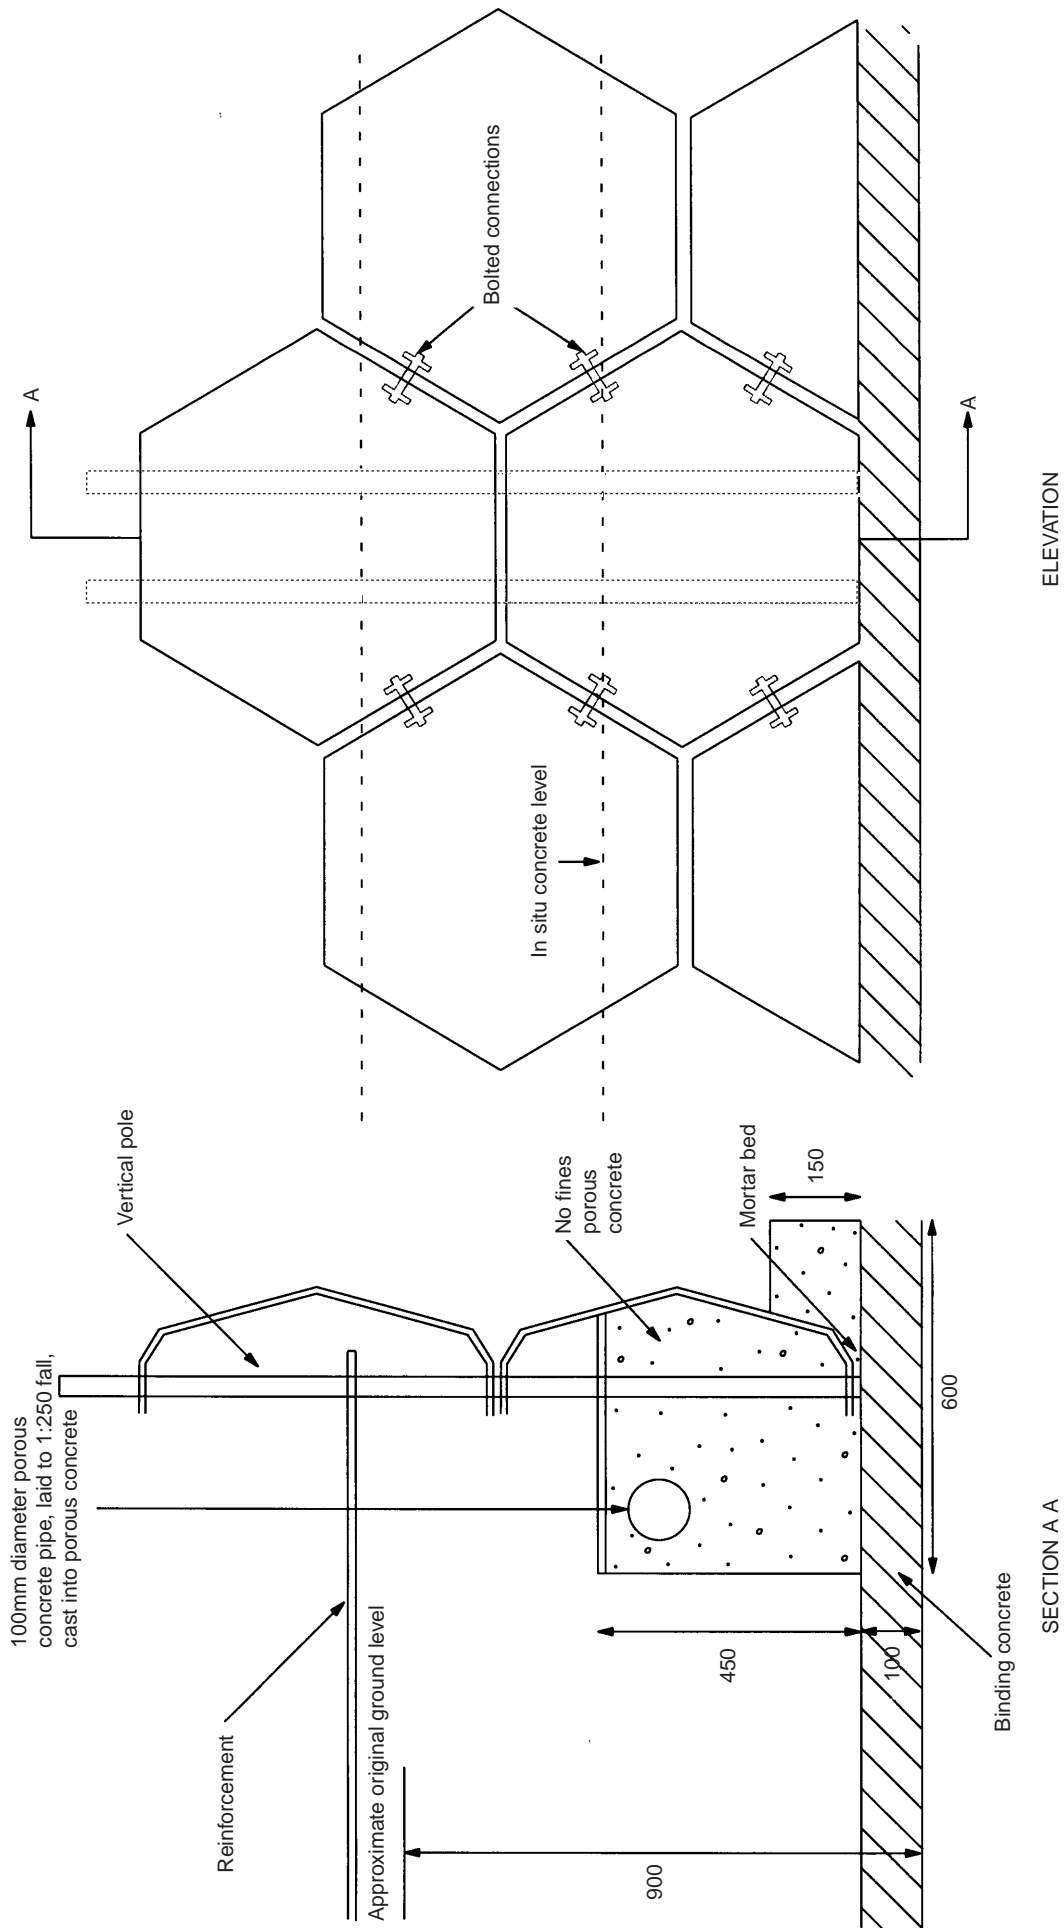 100mm diameter porous
concrete pipe, laid to 1:250 fall,
cast into porous concrete
Vertical pole
Reinforcement
Approximate original ground level
No fines
porous
concrete
Mortar bed
150
600
450
100
900
Binding concrete
SECTION A A
A
Bolted connections
In situ concrete level
A
ELEVATION